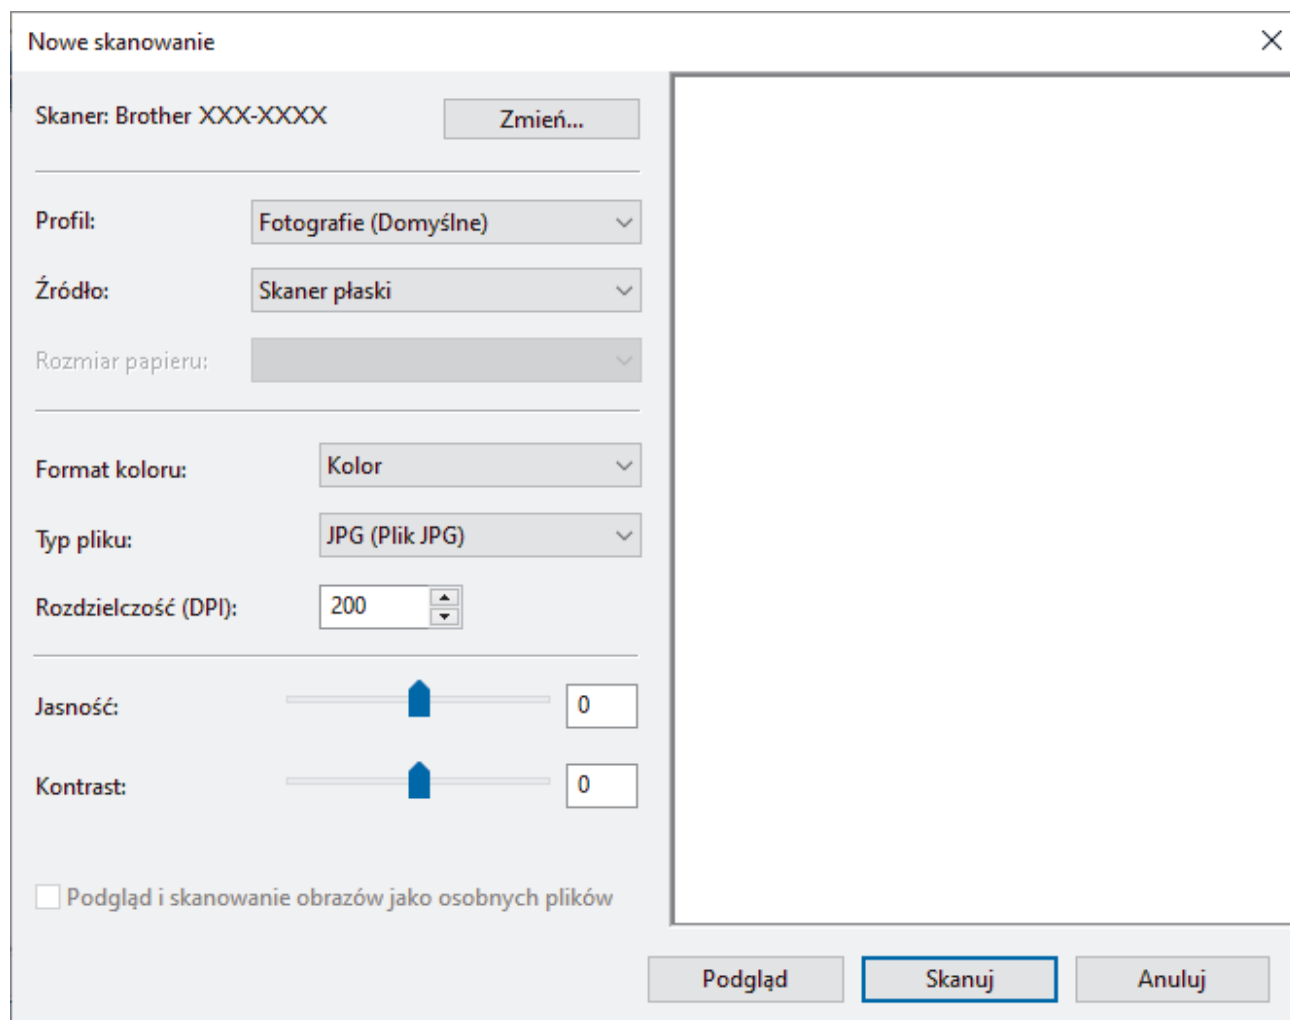 Nowe skanowanie
Skaner: Brother XXX-XXXX
Zmień...
Profil:
Fotografie (Domyślne)
Źródło:
Skaner płaski
Rozmiar papieru:
Format koloru:
Kolor
Typ pliku:
JPG (Plik JPG)
Rozdzielczość (DPI):
200
Jasność:
0
Kontrast:
0
Podgląd i skanowanie obrazów jako osobnych plików
Podgląd
Skanuj
Anuluj